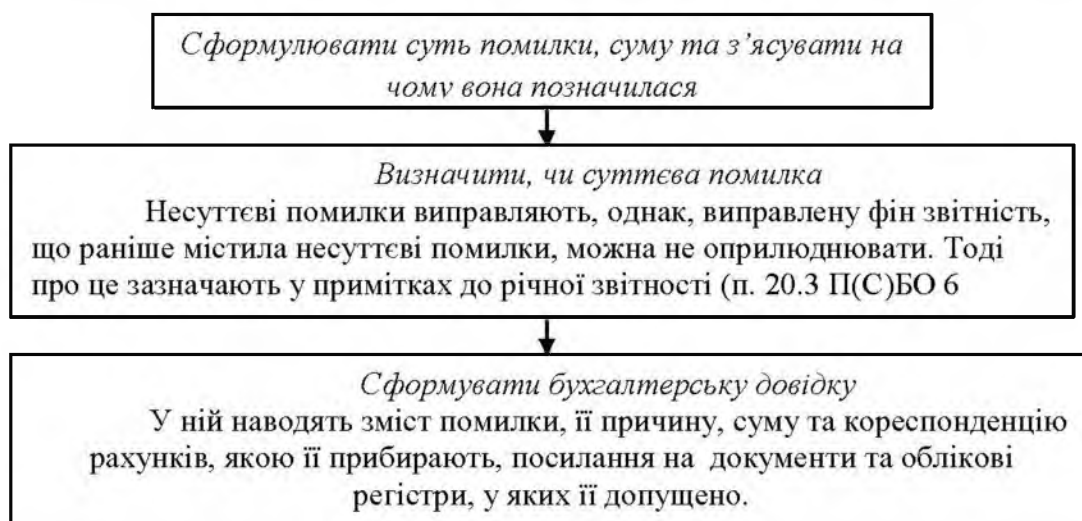 Сформулювати суть помилки, суму та з’ясувати на
чому вона позначилася
Визначити, чи суттєва помилка
Несуттєві помилки виправляють, однак, виправлену фін звітність,
що раніше містила несуттєві помилки, можна не оприлюднювати. Тоді
про це зазначають у примітках до річної звітності (п. 20.3 П(С)БО 6
Сформувати бухгалтерську довідку
У ній наводять зміст помилки, її причину, суму та кореспонденцію
рахунків, якою її прибирають, посилання на документи та облікові
регістри, у яких її допущено.